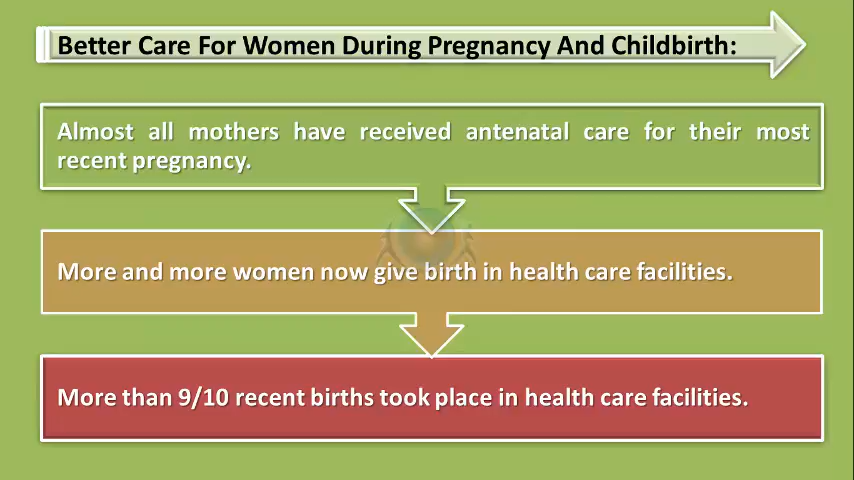 Better Care For Women During Pregnancy And Childbirth:
Almost all mothers have received antenatal care for their most
recent pregnancy.
More and more women now give birth in health care facilities.
More than 9/10 recent births took place in health care facilities.